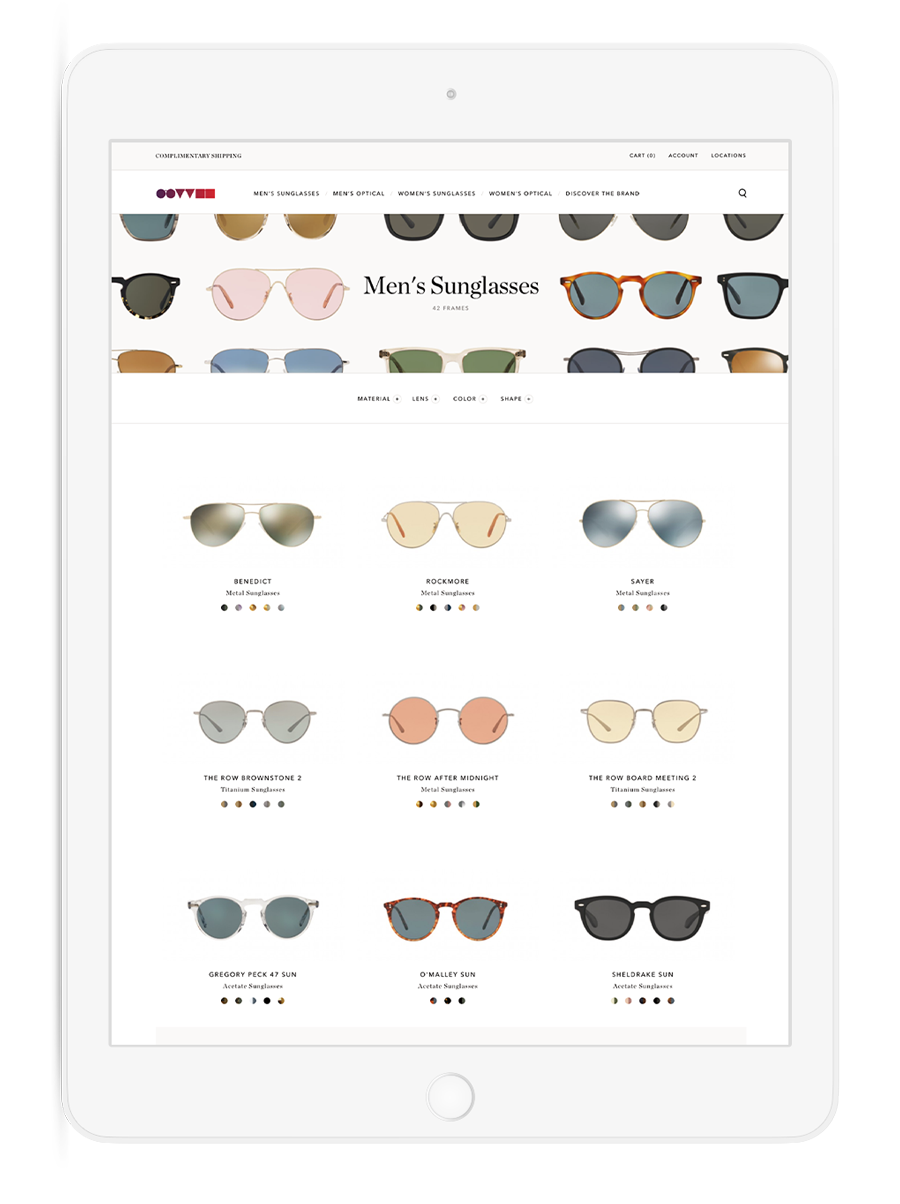 COMPLIMENTARY SHIPPING
CART (0) ACCOUNT LOCATIONS
MEN'S SUNGLASSES MEN'S OPTICAL WOMEN'S SUNGLASSES WOMEN'S OPTICAL DISCOVER THE BRAND
Men's Sunglasses
42 FRAMES
MATERIAL + LENS + COLOR + SHAPE +
BENEDICT
Metal Sunglasses
ROCKMORE
Metal Sunglasses
SAYER
Metal Sunglasses
THE ROW BROWNSTONE 2
Titanium Sunglasses
THE ROW AFTER MIDNIGHT
Metal Sunglasses
THE ROW BOARD MEETING 2
Titanium Sunglasses
GREGORY PECK 47 SUN
Acetate Sunglasses
O'MALLEY SUN
Acetate Sunglasses
SHELDRAKE SUN
Acetate Sunglasses